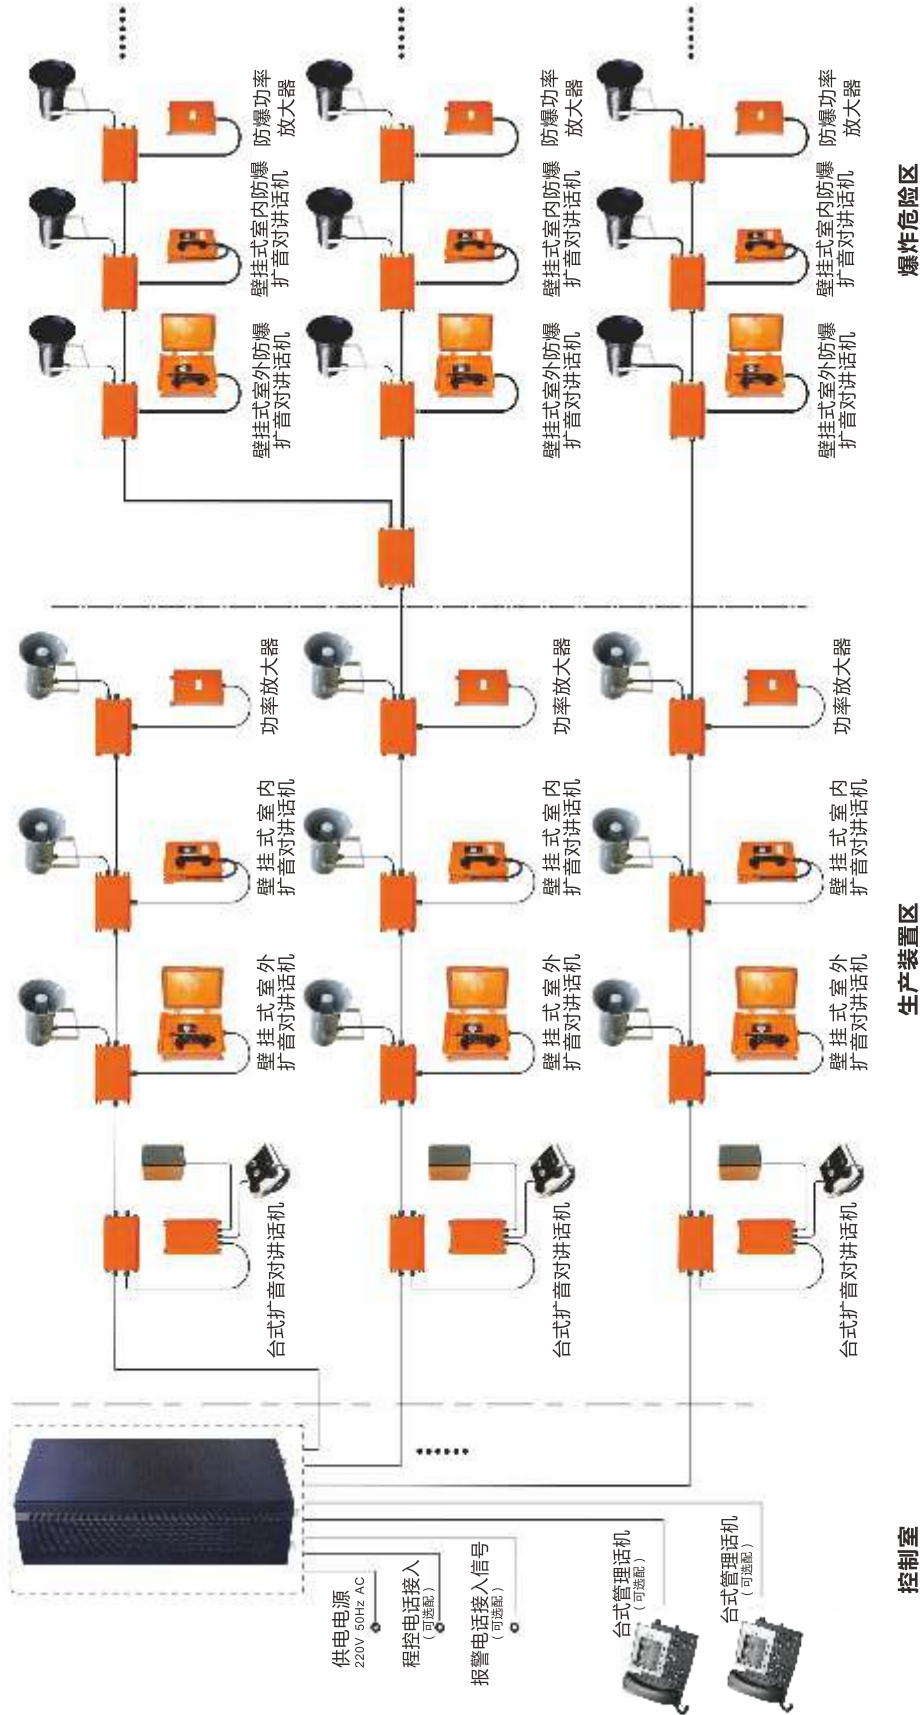 台式扩音对讲话机
壁挂式室外
扩音对讲话机
壁挂式室内
扩音对讲话机
功率放大器
壁挂式室外防爆
扩音对讲话机
壁挂式室内防爆
扩音对讲话机
防爆功率
放大器
供电电源
220V 50Hz AC
程控电话接入
（可选配）
报警电话接入信号
（可选配）
台式扩音对讲话机
壁挂式室外
扩音对讲话机
壁挂式室内
扩音对讲话机
功率放大器
壁挂式室外防爆
扩音对讲话机
壁挂式室内防爆
扩音对讲话机
防爆功率
放大器
台式管理话机
（可选配）
台式管理话机
（可选配）
台式扩音对讲话机
壁挂式室外
扩音对讲话机
壁挂式室内
扩音对讲话机
功率放大器
壁挂式室外防爆
扩音对讲话机
壁挂式室内防爆
扩音对讲话机
防爆功率
放大器
控制室
生产装置区
爆炸危险区